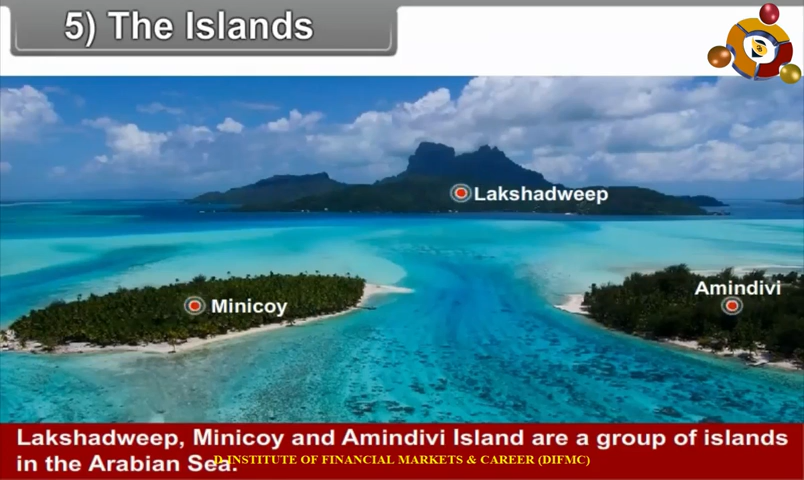 5) The Islands
Lakshadweep
Minicoy
Amindivi
Lakshadweep, Minicoy and Amindivi Island are a group of islands
in the Arabian Sea.
D-INSTITUTE OF FINANCIAL MARKETS & CAREER (DIFMC)